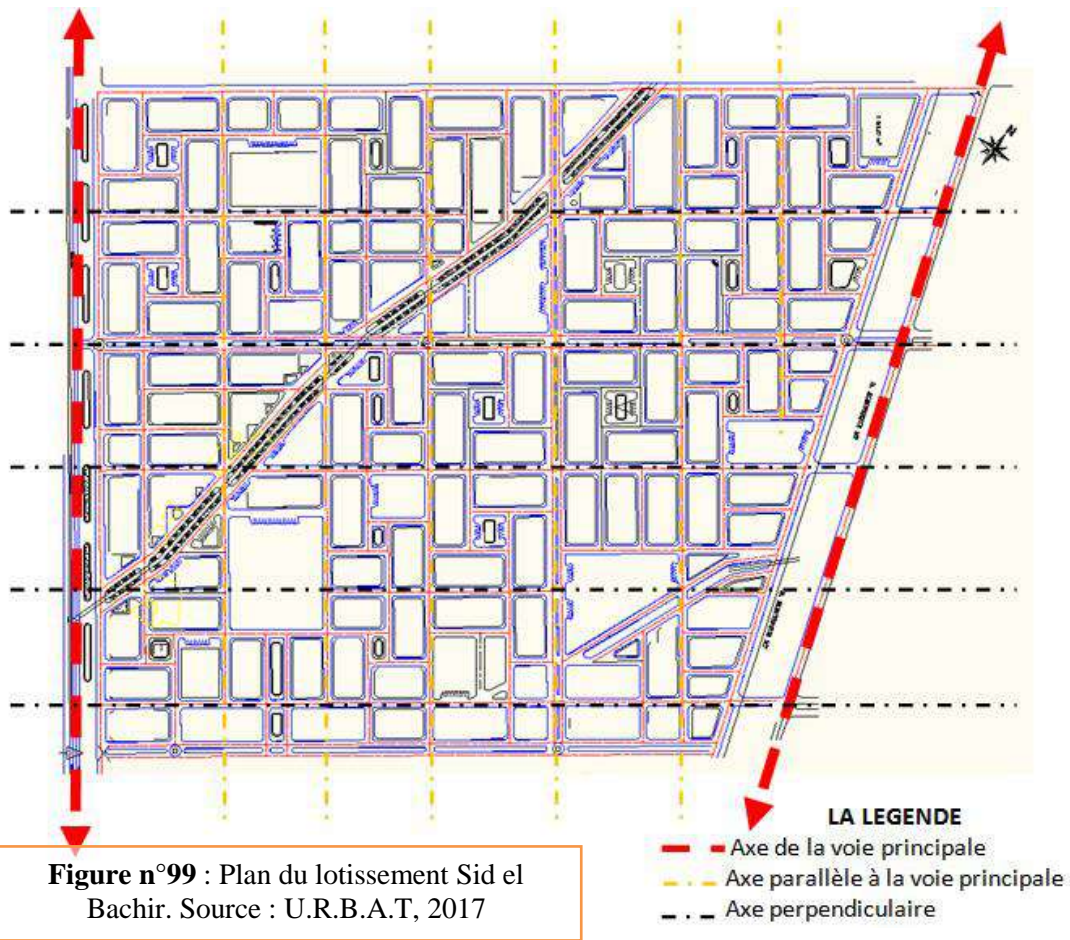 N
LA LEGENDE
Axe de la voie principale
Axe parallèle à la voie principale
Axe perpendiculaire
Figure n°99 : Plan du lotissement Sid el
Bachir. Source : U.R.B.A.T, 2017